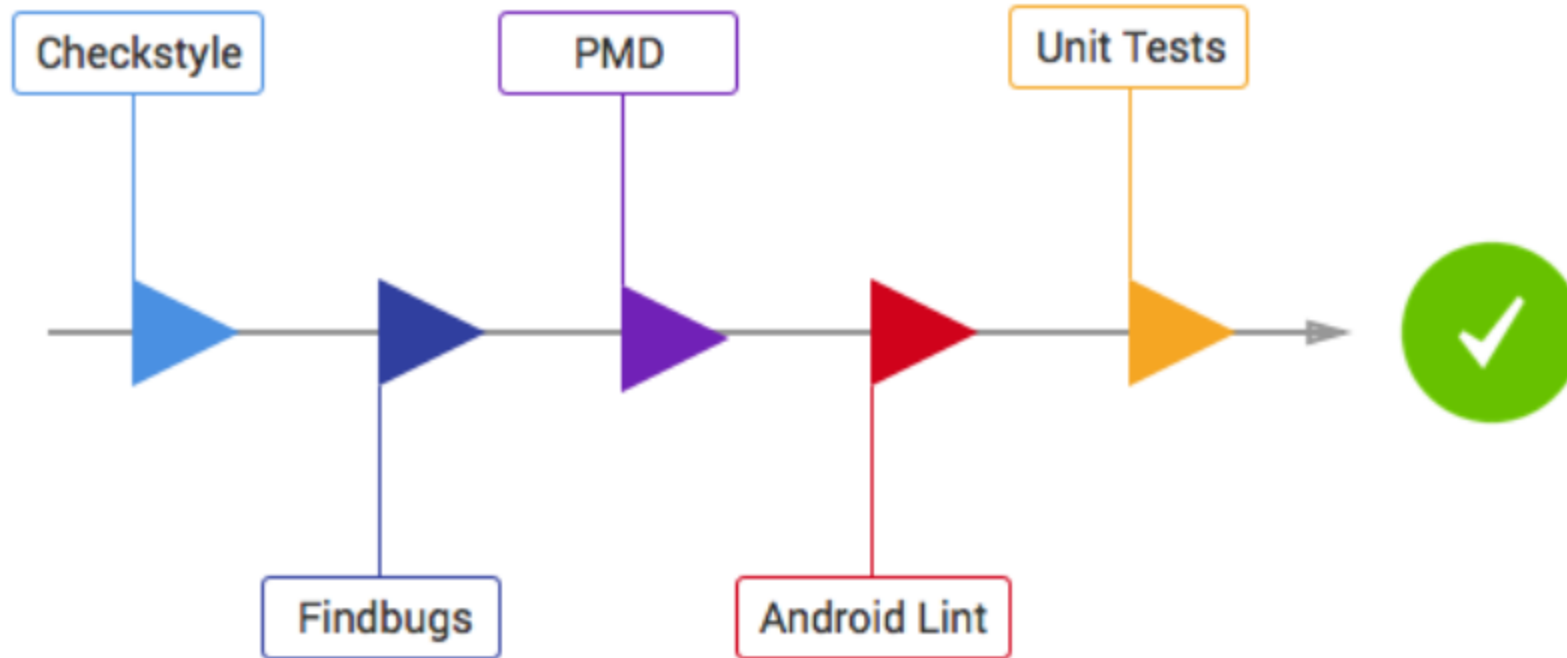 Checkstyle
PMD
Unit Tests
Findbugs
Android Lint